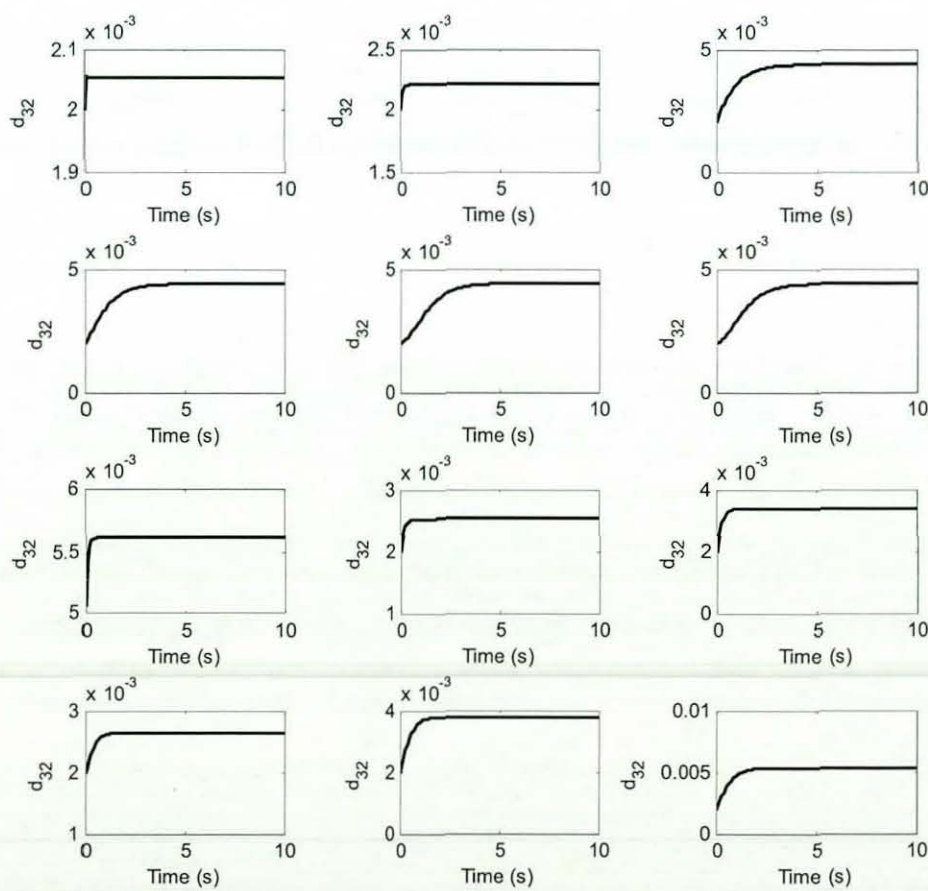 x 10-3 x 10-3 x 10-3
2.1 2.5 5
d32 2 d32 2 d32
1.9 1.5 0
0 5 10 0 5 10 0 5 10
Time (s) Time (s) Time (s)
x 10-3 x 10-3 x 10-3
5 5 5
d32 d32 d32
0 0 0
0 5 10 0 5 10 0 5 10
Time (s) Time (s) Time (s)
x 10-3 x 10-3 x 10-3
6 3 4
d32 5.5 d32 2 d32 2
5 1 0
0 5 10 0 5 10 0 5 10
Time (s) Time (s) Time (s)
x 10-3 x 10-3
3 4 0.01
d32 2 d32 2 d32 0.005
1 0 0
0 5 10 0 5 10 0 5 10
Time (s) Time (s) Time (s)